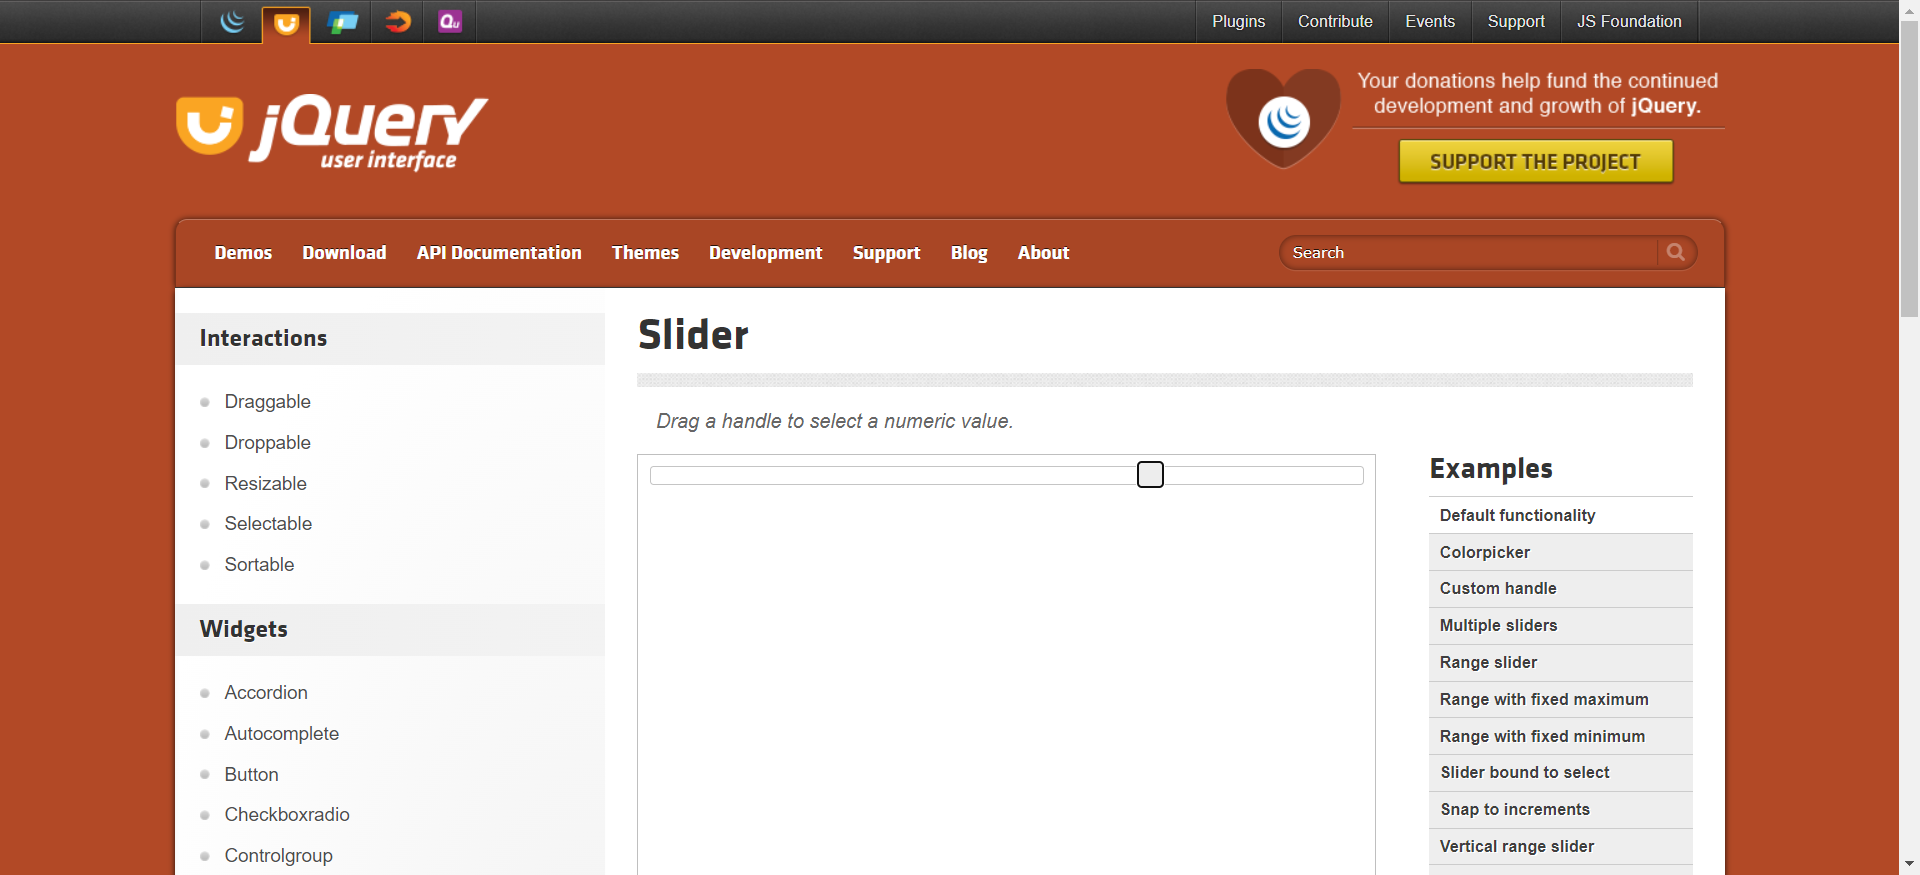 Qu
Plugins Contribute Events Support JS Foundation
jQuery
user interface
Your donations help fund the continued
development and growth of jQuery.
SUPPORT THE PROJECT
Demos Download API Documentation Themes Development Support Blog About Search
Interactions
Draggable
Droppable
Resizable
Selectable
Sortable
Widgets
Accordion
Autocomplete
Button
Checkboxradio
Controlgroup
Slider
Drag a handle to select a numeric value.
Examples
Default functionality
Colorpicker
Custom handle
Multiple sliders
Range slider
Range with fixed maximum
Range with fixed minimum
Slider bound to select
Snap to increments
Vertical range slider